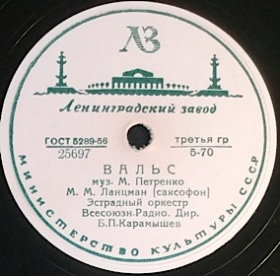 ЛЗ
Ленинградский завод
ГОСТ 5289-56 третья гр
25697 5-70
ВАЛЬС
муз. М. Петренко
М. М. Ланцман [саксофон]
Эстрадный оркестр
Всесоюзн. Радио. Дир.
Б.П.Карамышев
МИНИСТЕРСТВО КУЛЬТУРЫ СССР